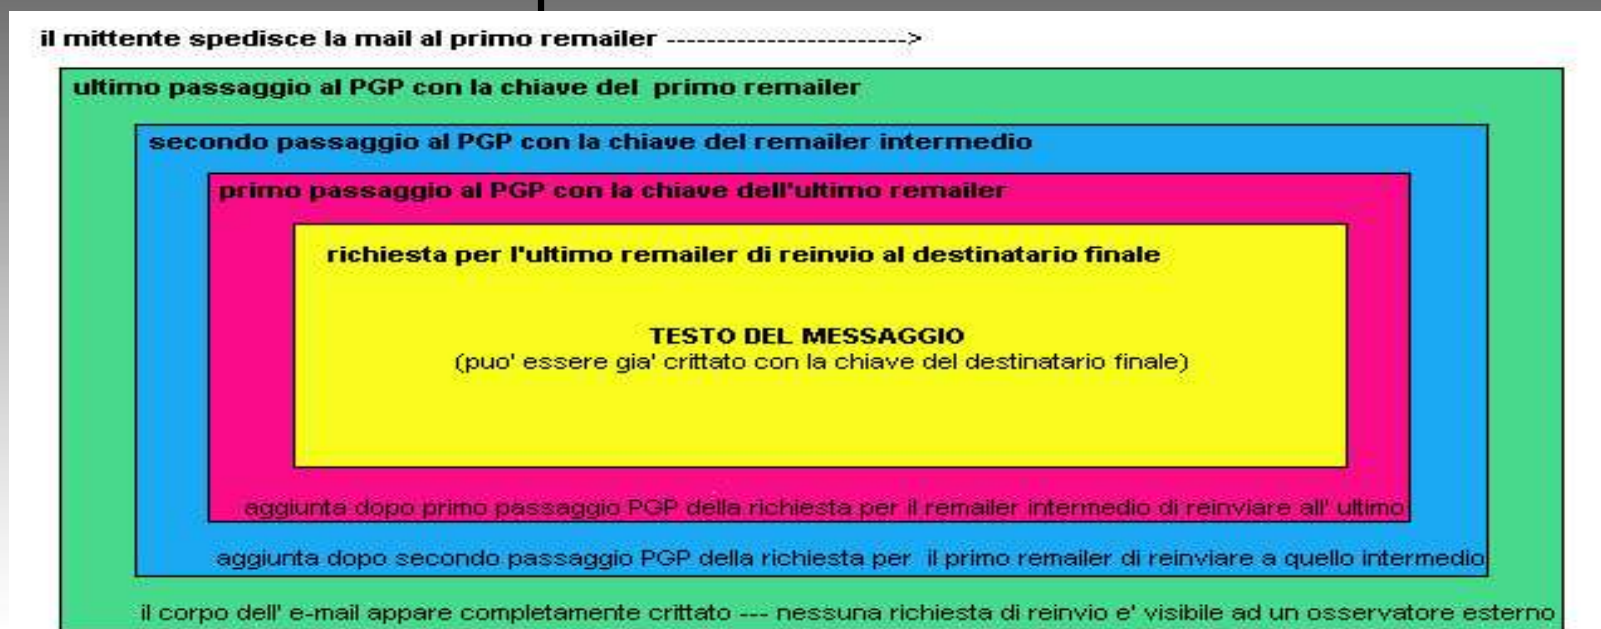 il mittente spedisce la mail al primo remailer ------------------------>
ultimo passaggio al PGP con la chiave del primo remailer
secondo passaggio al PGP con la chiave del remailer intermedio
primo passaggio al PGP con la chiave dell'ultimo remailer
richiesta per l'ultimo remailer di reinvio al destinatario finale
TESTO DEL MESSAGGIO
(puo' essere gia' crittato con la chiave del destinatario finale)
aggiunta dopo primo passaggio PGP della richiesta per il remailer intermedio di reinviare all' ultimo
aggiunta dopo secondo passaggio PGP della richiesta per il primo remailer di reinviare a quello intermedio
il corpo dell' e-mail appare completamente crittato --- nessuna richiesta di reinvio e' visibile ad un osservatore esterno